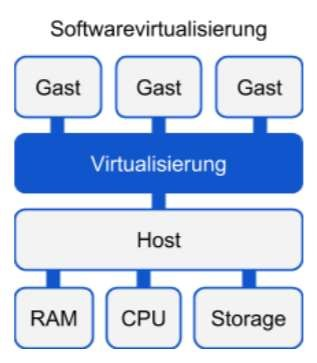 Softwarevirtualisierung
Gast Gast Gast
Virtualisierung
Host
RAM CPU Storage